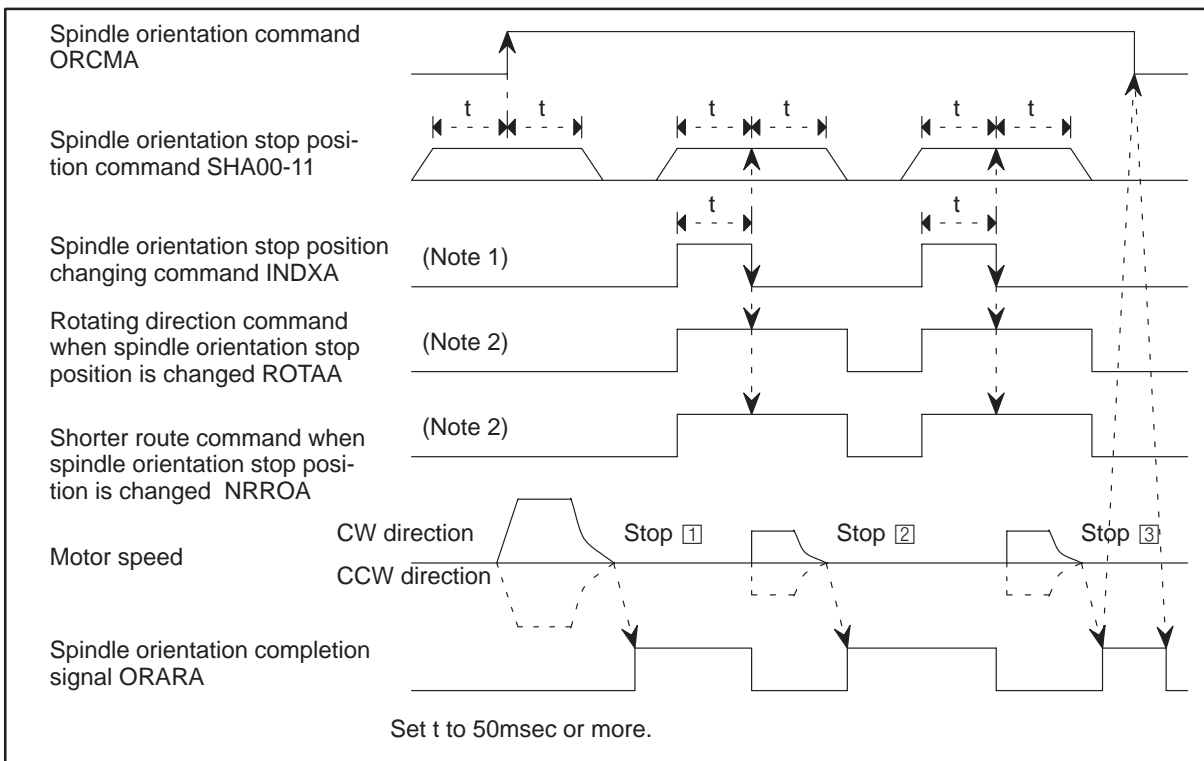 Spindle orientation command
ORCMA
t
t
t
t
t
t
Spindle orientation stop posi-
tion command SHA00-11
t
t
Spindle orientation stop position
changing command INDXA
(Note 1)
Rotating direction command
when spindle orientation stop
position is changed ROTAA
(Note 2)
Shorter route command when
spindle orientation stop posi-
tion is changed NRROA
(Note 2)
CW direction
Stop 1
Stop 2
Stop 3
Motor speed
CCW direction
Spindle orientation completion
signal ORARA
Set t to 50msec or more.